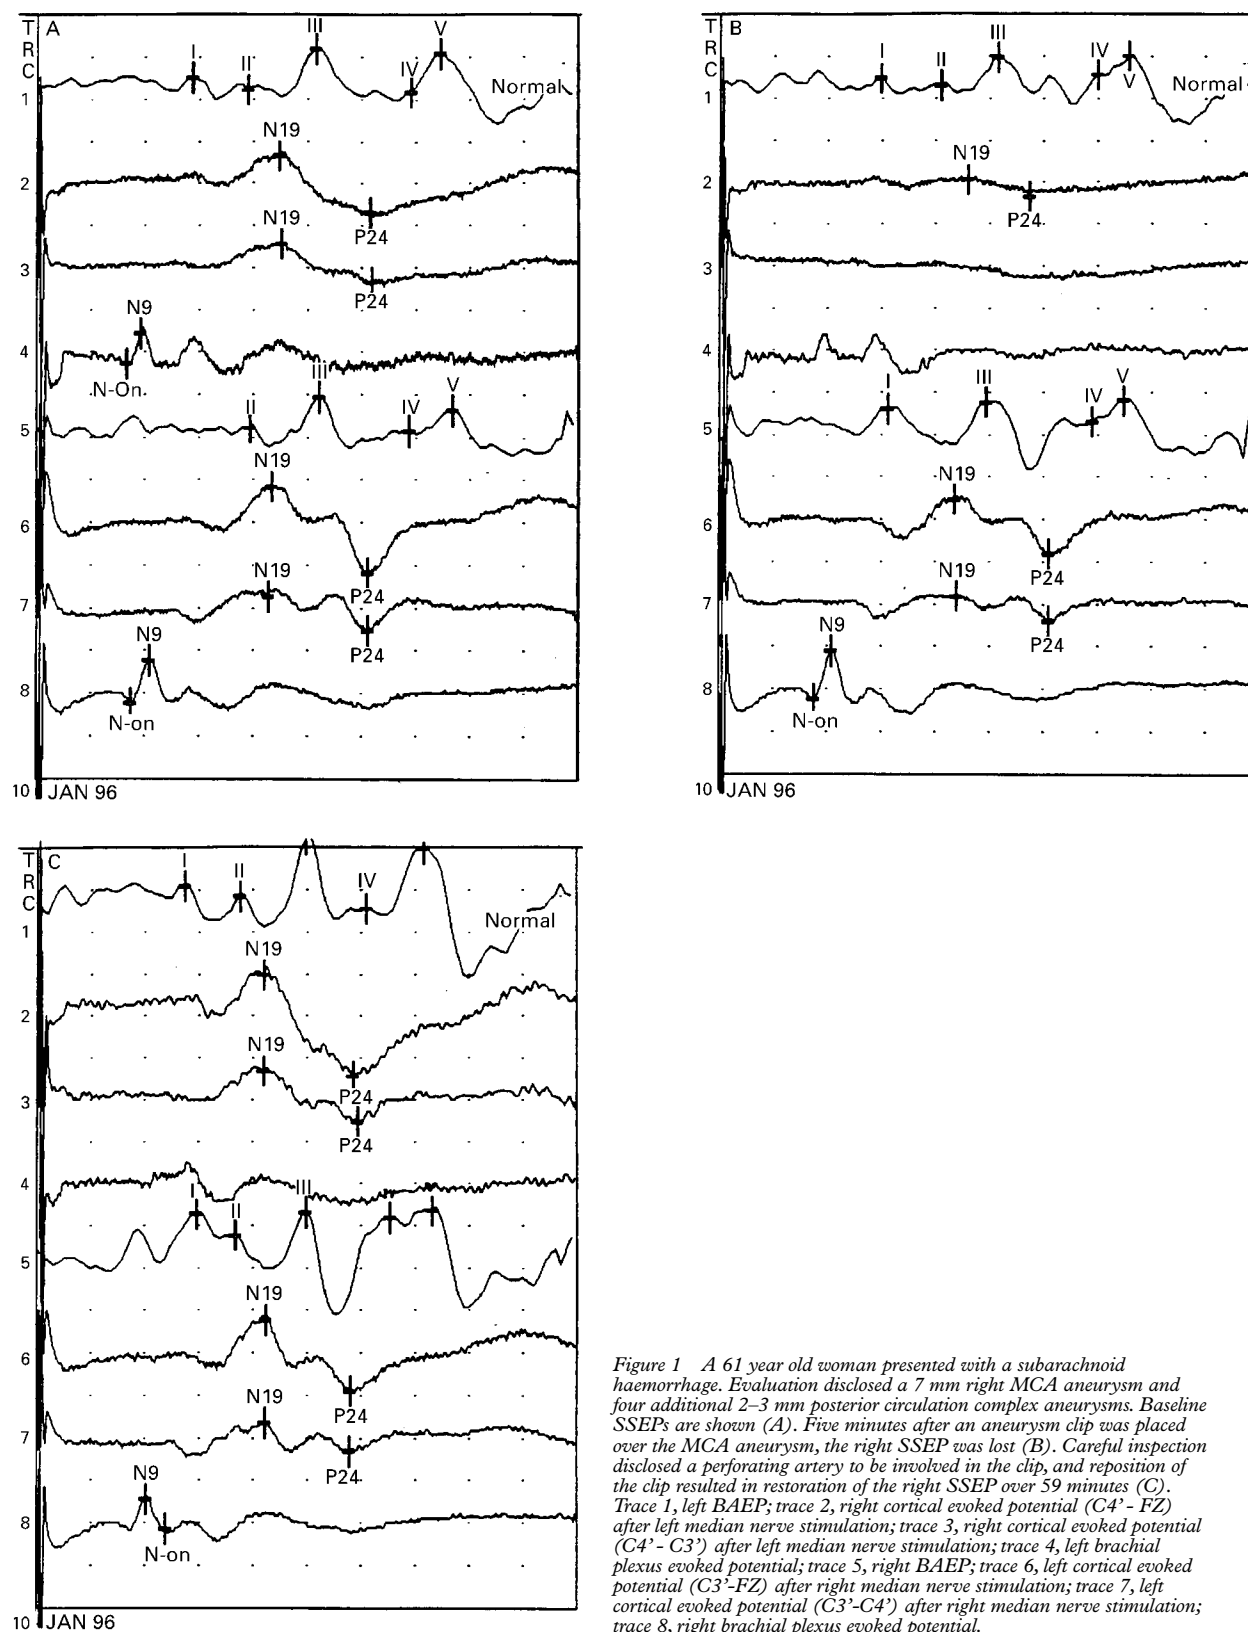 T
R
C
A
I
II
III
IV
V
Normal
1
N19
2
P24
N19
3
P24
N9
4
N-On
III
II
IV
V
5
N19
6
P24
N19
7
P24
N9
8
N-on
10 JAN 96
T
R
C
B
I
II
III
IV
V
Normal
1
N19
2
P24
3
4
I
III
IV
V
5
N19
6
P24
N19
7
P24
N9
8
N-on
10 JAN 96
T
R
C
C
I
II
IV
Normal
1
N19
2
P24
N19
3
P24
4
I
II
III
5
N19
6
P24
N19
7
P24
N9
8
N-on
10 JAN 96
Figure 1 A 61 year old woman presented with a subarachnoid
haemorrhage. Evaluation disclosed a 7 mm right MCA aneurysm and
four additional 2–3 mm posterior circulation complex aneurysms. Baseline
SSEPs are shown (A). Five minutes after an aneurysm clip was placed
over the MCA aneurysm, the right SSEP was lost (B). Careful inspection
disclosed a perforating artery to be involved in the clip, and reposition of
the clip resulted in restoration of the right SSEP over 59 minutes (C).
Trace 1, left BAEP; trace 2, right cortical evoked potential (C4' - FZ)
after left median nerve stimulation; trace 3, right cortical evoked potential
(C4' - C3') after left median nerve stimulation; trace 4, left brachial
plexus evoked potential; trace 5, right BAEP; trace 6, left cortical evoked
potential (C3'-FZ) after right median nerve stimulation; trace 7, left
cortical evoked potential (C3'-C4') after right median nerve stimulation;
trace 8, right brachial plexus evoked potential.